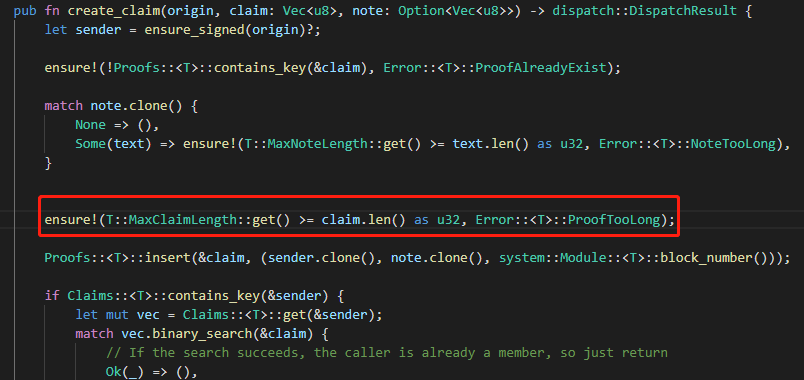 pub fn create_claim(origin, claim: Vec<u8>, note: Option<Vec<u8>>) -> dispatch::DispatchResult {
let sender = ensure_signed(origin)?;
ensure!(!Proofs::<T>::contains_key(&claim), Error::<T>::ProofAlreadyExist);
match note.clone() {
None => (),
Some(text) => ensure!(T::MaxNoteLength::get() >= text.len() as u32, Error::<T>::NoteTooLong),
}
ensure!(T::MaxClaimLength::get() >= claim.len() as u32, Error::<T>::ProofTooLong);
Proofs::<T>::insert(&claim, (sender.clone(), note.clone(), system::Module::<T>::block_number()));
if Claims::<T>::contains_key(&sender) {
let mut vec = Claims::<T>::get(&sender);
match vec.binary_search(&claim) {
// If the search succeeds, the caller is already a member, so just return
Ok(_) => (),